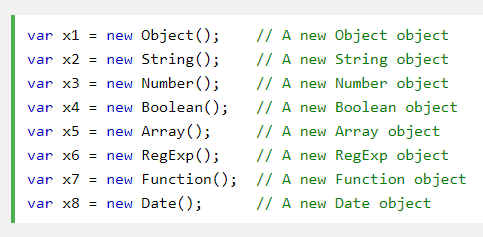 var x1 = new Object();    // A new Object object
var x2 = new String();    // A new String object
var x3 = new Number();    // A new Number object
var x4 = new Boolean();   // A new Boolean object
var x5 = new Array();     // A new Array object
var x6 = new RegExp();    // A new RegExp object
var x7 = new Function();  // A new Function object
var x8 = new Date();      // A new Date object